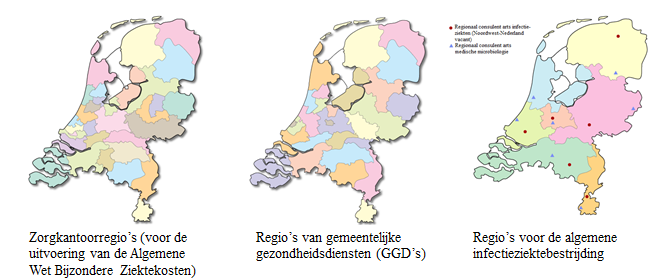 Regionaal consulent arts infectie-
ziekten (Noordwest-Nederland
vacant)
Regionaal consulent arts
medische microbiologie
Zorgkantoorregio’s (voor de
uitvoering van de Algemene
Wet Bijzondere Ziektekosten)
Regio’s van gemeentelijke
gezondheidsdiensten (GGD’s)
Regio’s voor de algemene
infectieziektebestrijding